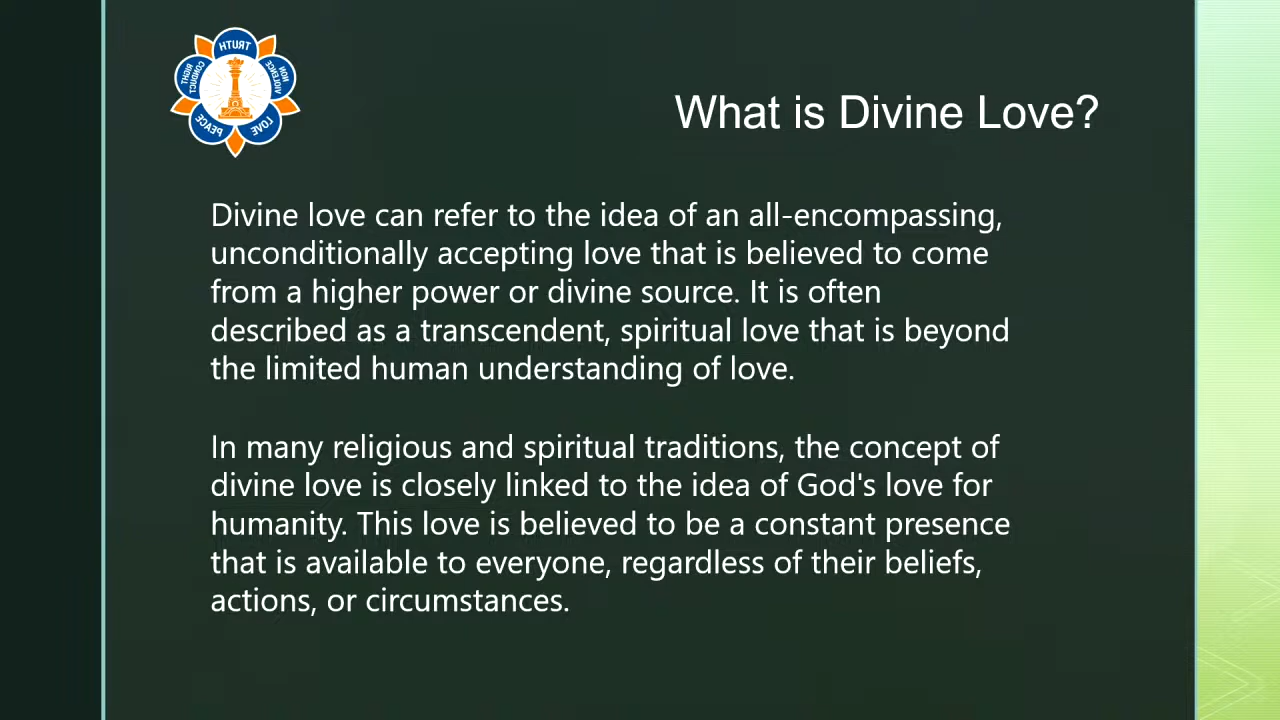 TRUTH
RIGHT CONDUCT
NON VIOLENCE
PEACE
LOVE
What is Divine Love?
Divine love can refer to the idea of an all-encompassing,
unconditionally accepting love that is believed to come
from a higher power or divine source. It is often
described as a transcendent, spiritual love that is beyond
the limited human understanding of love.
In many religious and spiritual traditions, the concept of
divine love is closely linked to the idea of God's love for
humanity. This love is believed to be a constant presence
that is available to everyone, regardless of their beliefs,
actions, or circumstances.